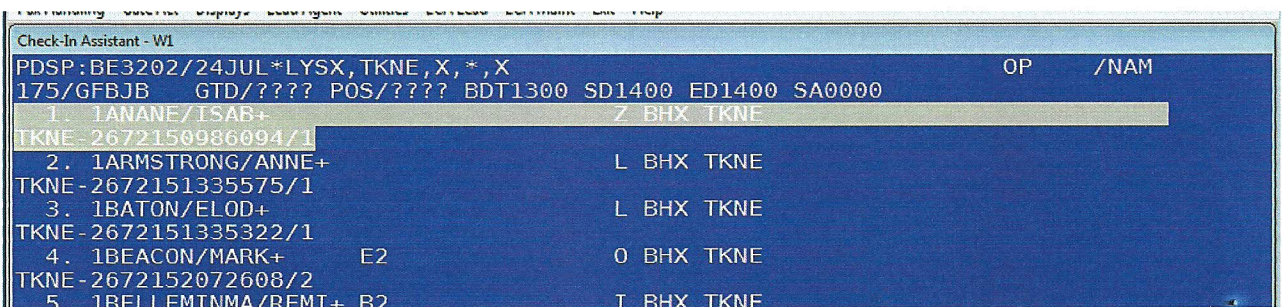 Check-In Assistant - W1
PDSP:BE3202/24JUL*LYSX,TKNE,X,*,X OP /NAM
175/GFBJB GTD/???? POS/???? BDT1300 SD1400 ED1400 SA0000
1. 1ANANE/ISAB+ Z BHX TKNE
TKNE-2672150986094/1
2. 1ARMSTRONG/ANNE+ L BHX TKNE
TKNE-2672151335575/1
3. 1BATON/ELOD+ L BHX TKNE
TKNE-2672151335322/1
4. 1BEACON/MARK+ E2 O BHX TKNE
TKNE-2672152072608/2
5. 1BELLEMINMA/REMI+ B2 T BHX TKNE